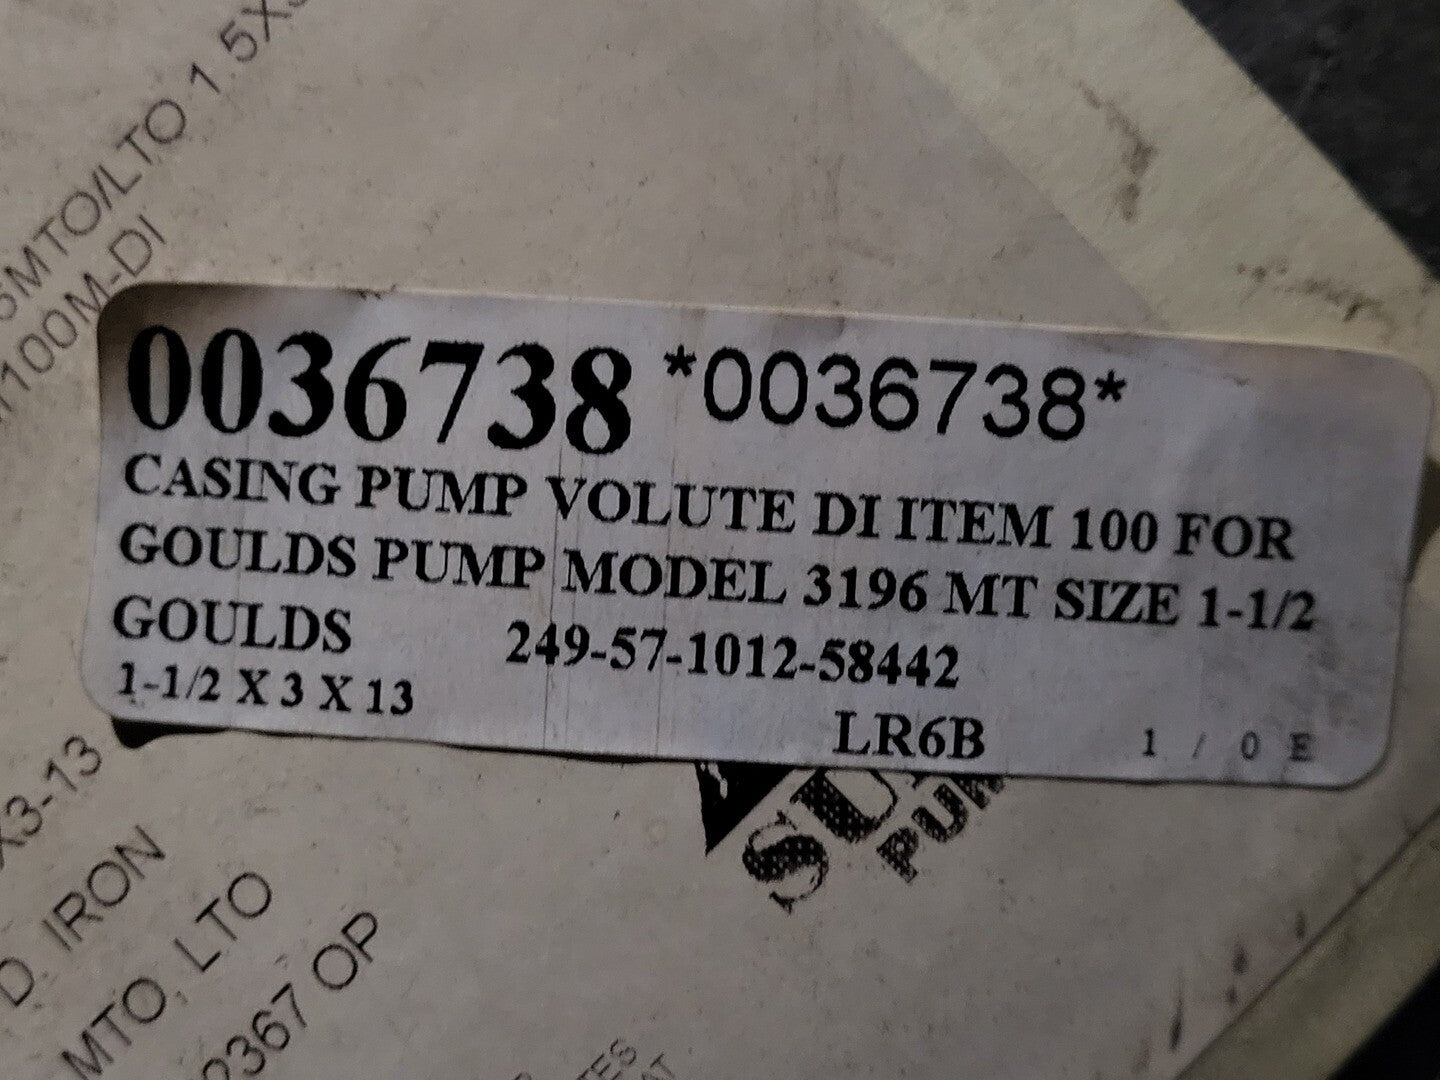 SMTO/LTO 1.5X
100M-DI
0036738 *0036738*
CASING PUMP VOLUTE DI ITEM 100 FOR
GOULDS PUMP MODEL 3196 MT SIZE 1-1/2
GOULDS 249-57-1012-58442
1-1/2 X 3 X 13
LR6B 1 / 0 E
X3-13
D. IRON
MTO, LTO
2367 OP